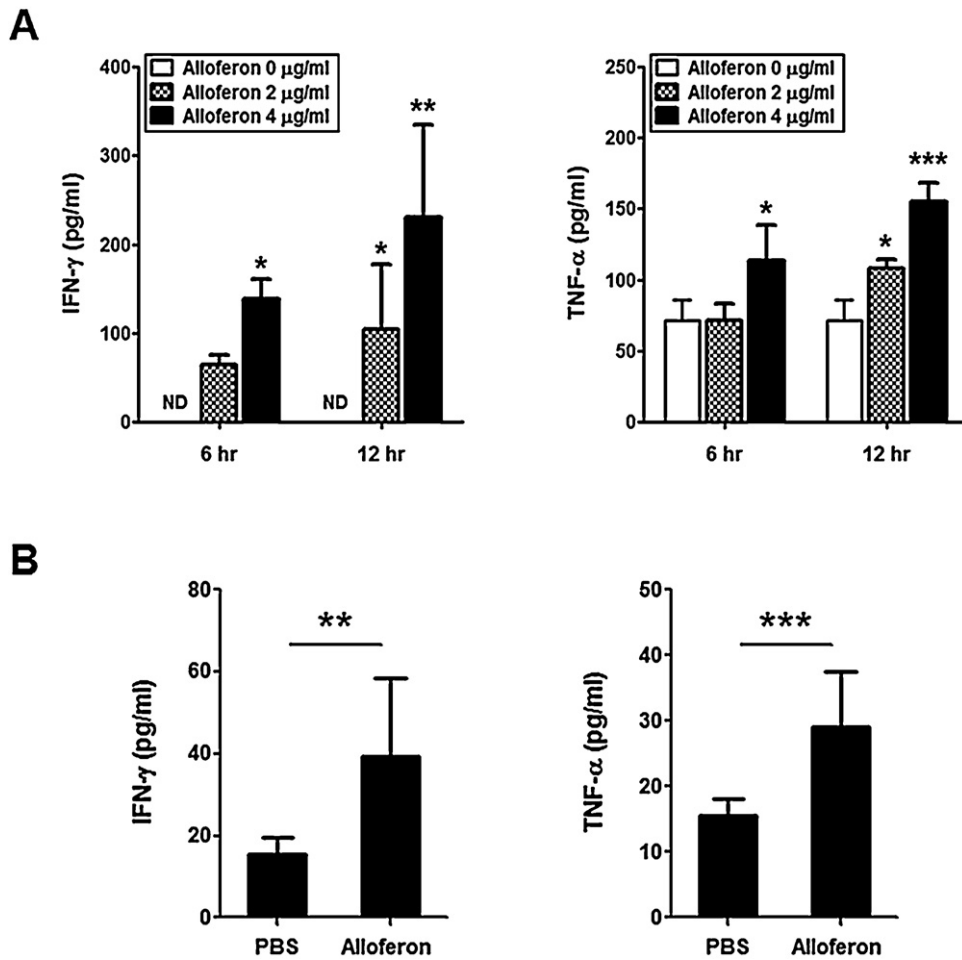 A
Alloferon 0 μg/ml
Alloferon 2 μg/ml
Alloferon 4 μg/ml
IFN-γ (pg/ml)
400
300
200
100
0
ND
*
ND
*
**
6 hr
12 hr
Alloferon 0 μg/ml
Alloferon 2 μg/ml
Alloferon 4 μg/ml
TNF-α (pg/ml)
250
200
150
100
50
0
*
*
***
6 hr
12 hr
B
IFN-γ (pg/ml)
80
60
40
20
0
**
PBS
Alloferon
TNF-α (pg/ml)
50
40
30
20
10
0
***
PBS
Alloferon